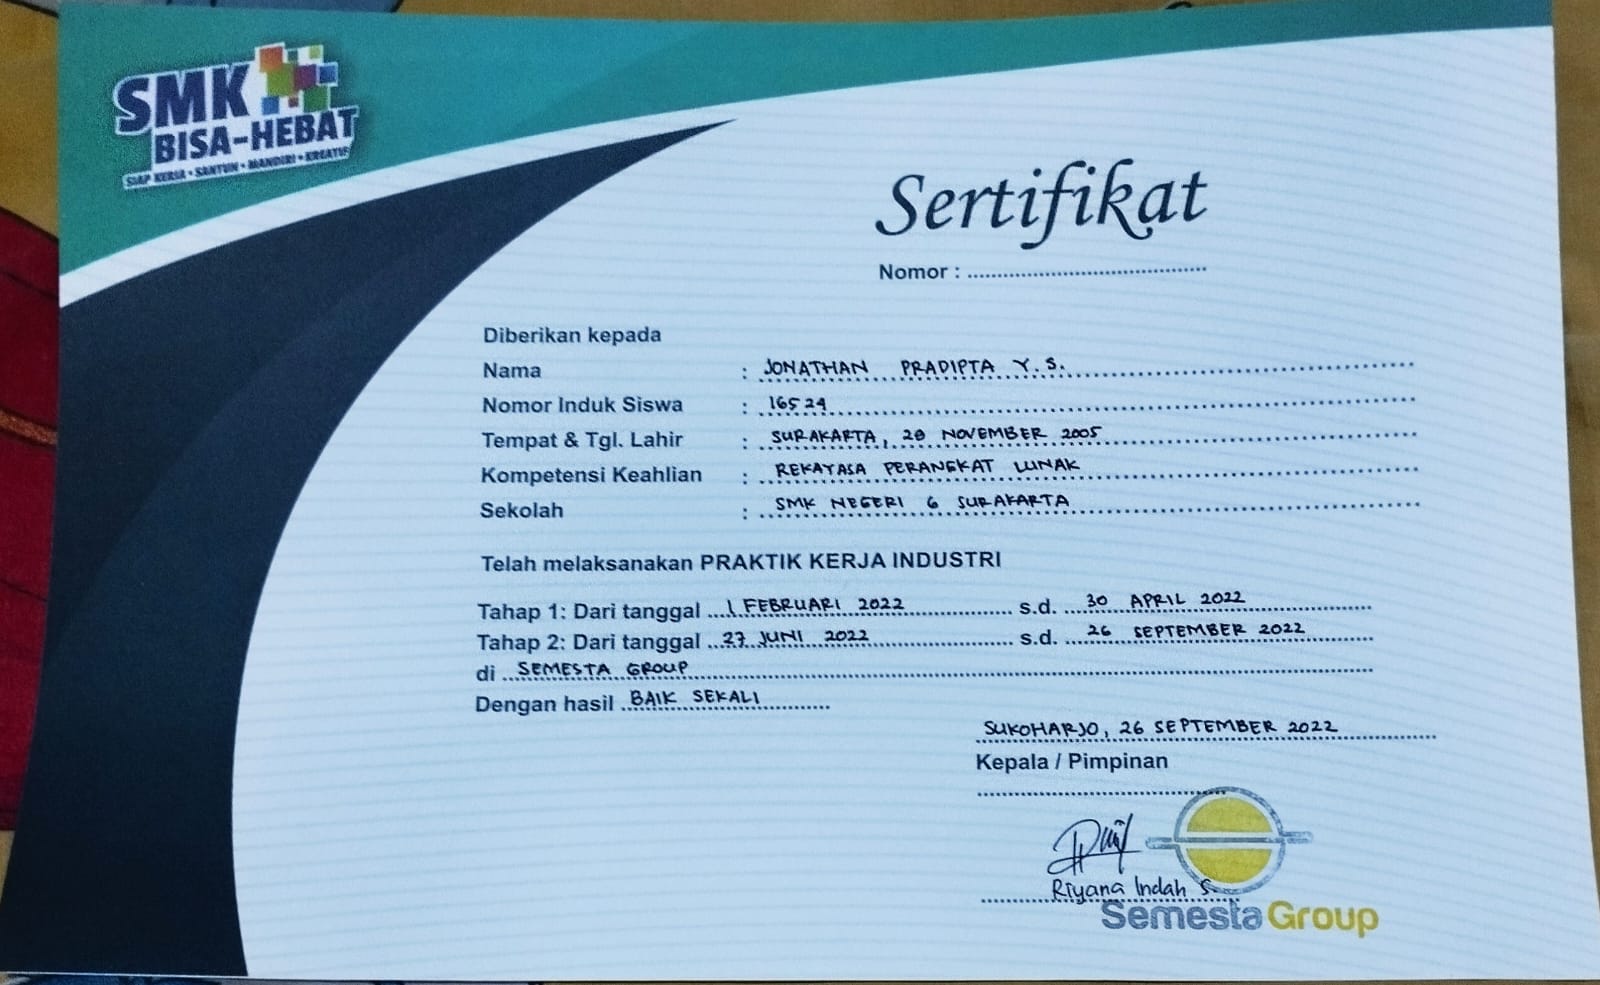 SMK
BISA-HEBAT
SIAP KERJA • SANTUN • MANDIRI • KREATIF
Sertifikat
Nomor : ........................................
Diberikan kepada
Nama : JONATHAN PRADIPTA Y. S.
Nomor Induk Siswa : 16524
Tempat & Tgl. Lahir : SURAKARTA, 28 NOVEMBER 2005
Kompetensi Keahlian : REKAYASA PERANGKAT LUNAK
Sekolah : SMK NEGERI 6 SURAKARTA
Telah melaksanakan PRAKTIK KERJA INDUSTRI
Tahap 1: Dari tanggal 1 FEBRUARI 2022 s.d. 30 APRIL 2022
Tahap 2: Dari tanggal 27 JUNI 2022 s.d. 26 SEPTEMBER 2022
di SEMESTA GROUP
Dengan hasil BAIK SEKALI
SUKOHARJO, 26 SEPTEMBER 2022
Kepala / Pimpinan
Riyana Indah S.
Semesta Group